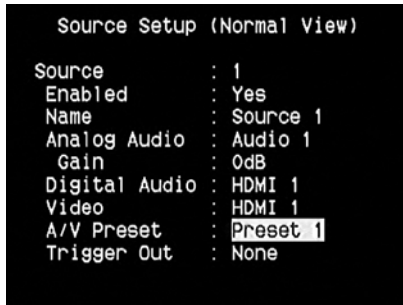 Source Setup (Normal View)
Source : 1
Enabled : Yes
Name : Source 1
Analog Audio : Audio 1
Gain : 0dB
Digital Audio : HDMI 1
Video : HDMI 1
A/V Preset : Preset 1
Trigger Out : None